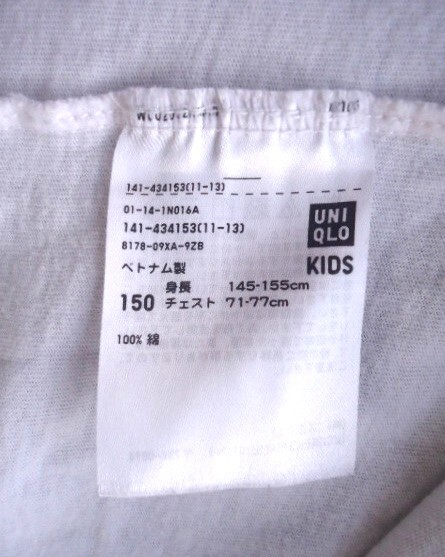 141-434153(11-13)
01-14-1N016A
141-434153(11-13)
8178-09XA-9ZB
UNI
QLO
KIDS
ベトナム製
身長 145-155cm
150 チェスト 71-77cm
100% 綿